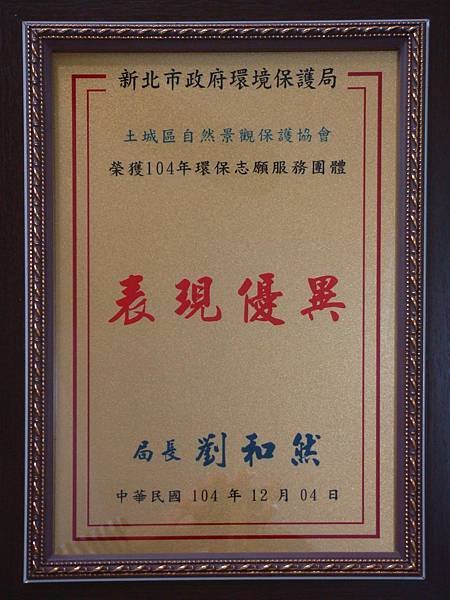 新北市政府環境保護局
土城區自然景觀保護協會
榮獲104年環保志願服務團體
表現優異
局長 劉和然
中華民國 104 年 12 月 04 日